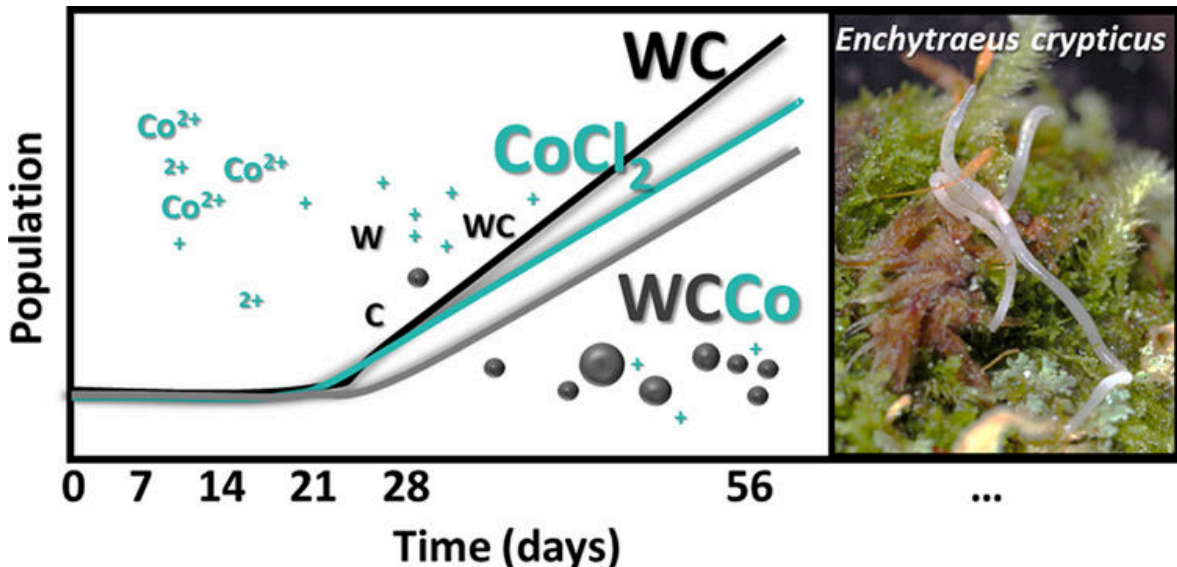 Population
WC
Enchytraeus crypticus
Co2+
2+
Co2+
CoCl2
Co2+
+
+
+
+
+
+
+
+
W
WC
2+
C
WCCo
+
+
+
0 7 14 21 28 56 ...
Time (days)